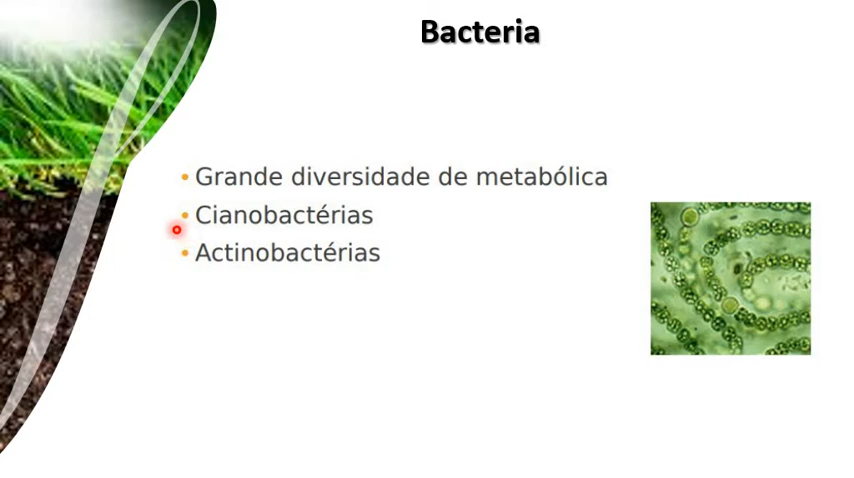 Bacteria
• Grande diversidade de metabólica
• Cianobactérias
• Actinobactérias